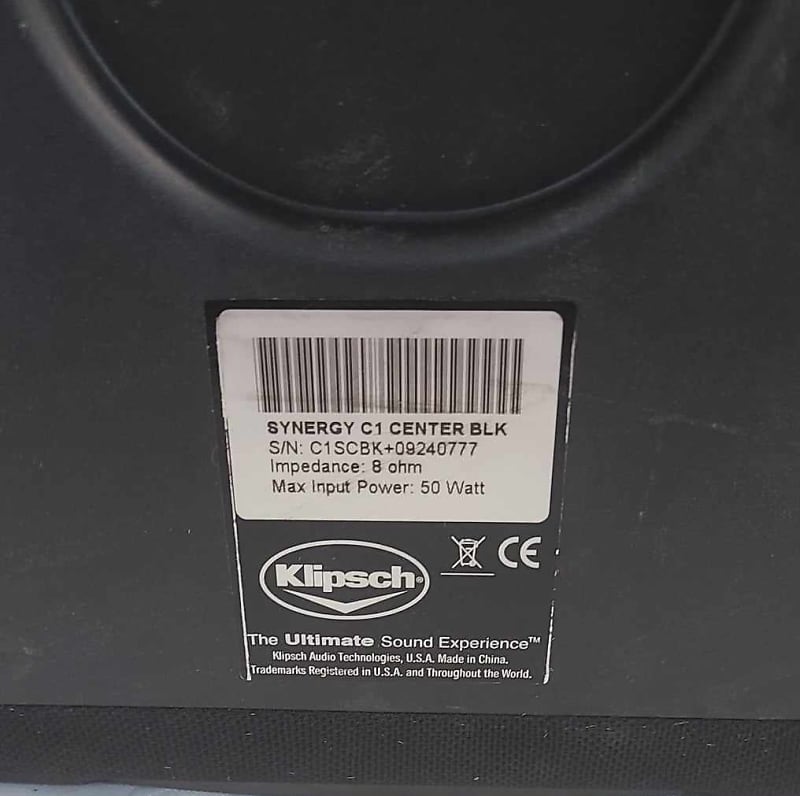 SYNERGY C1 CENTER BLK
S/N: C1SCBK+09240777
Impedance: 8 ohm
Max Input Power: 50 Watt
CE
Klipsch®
The Ultimate Sound Experience™
Klipsch Audio Technologies, U.S.A. Made in China.
Trademarks Registered in U.S.A. and Throughout the World.